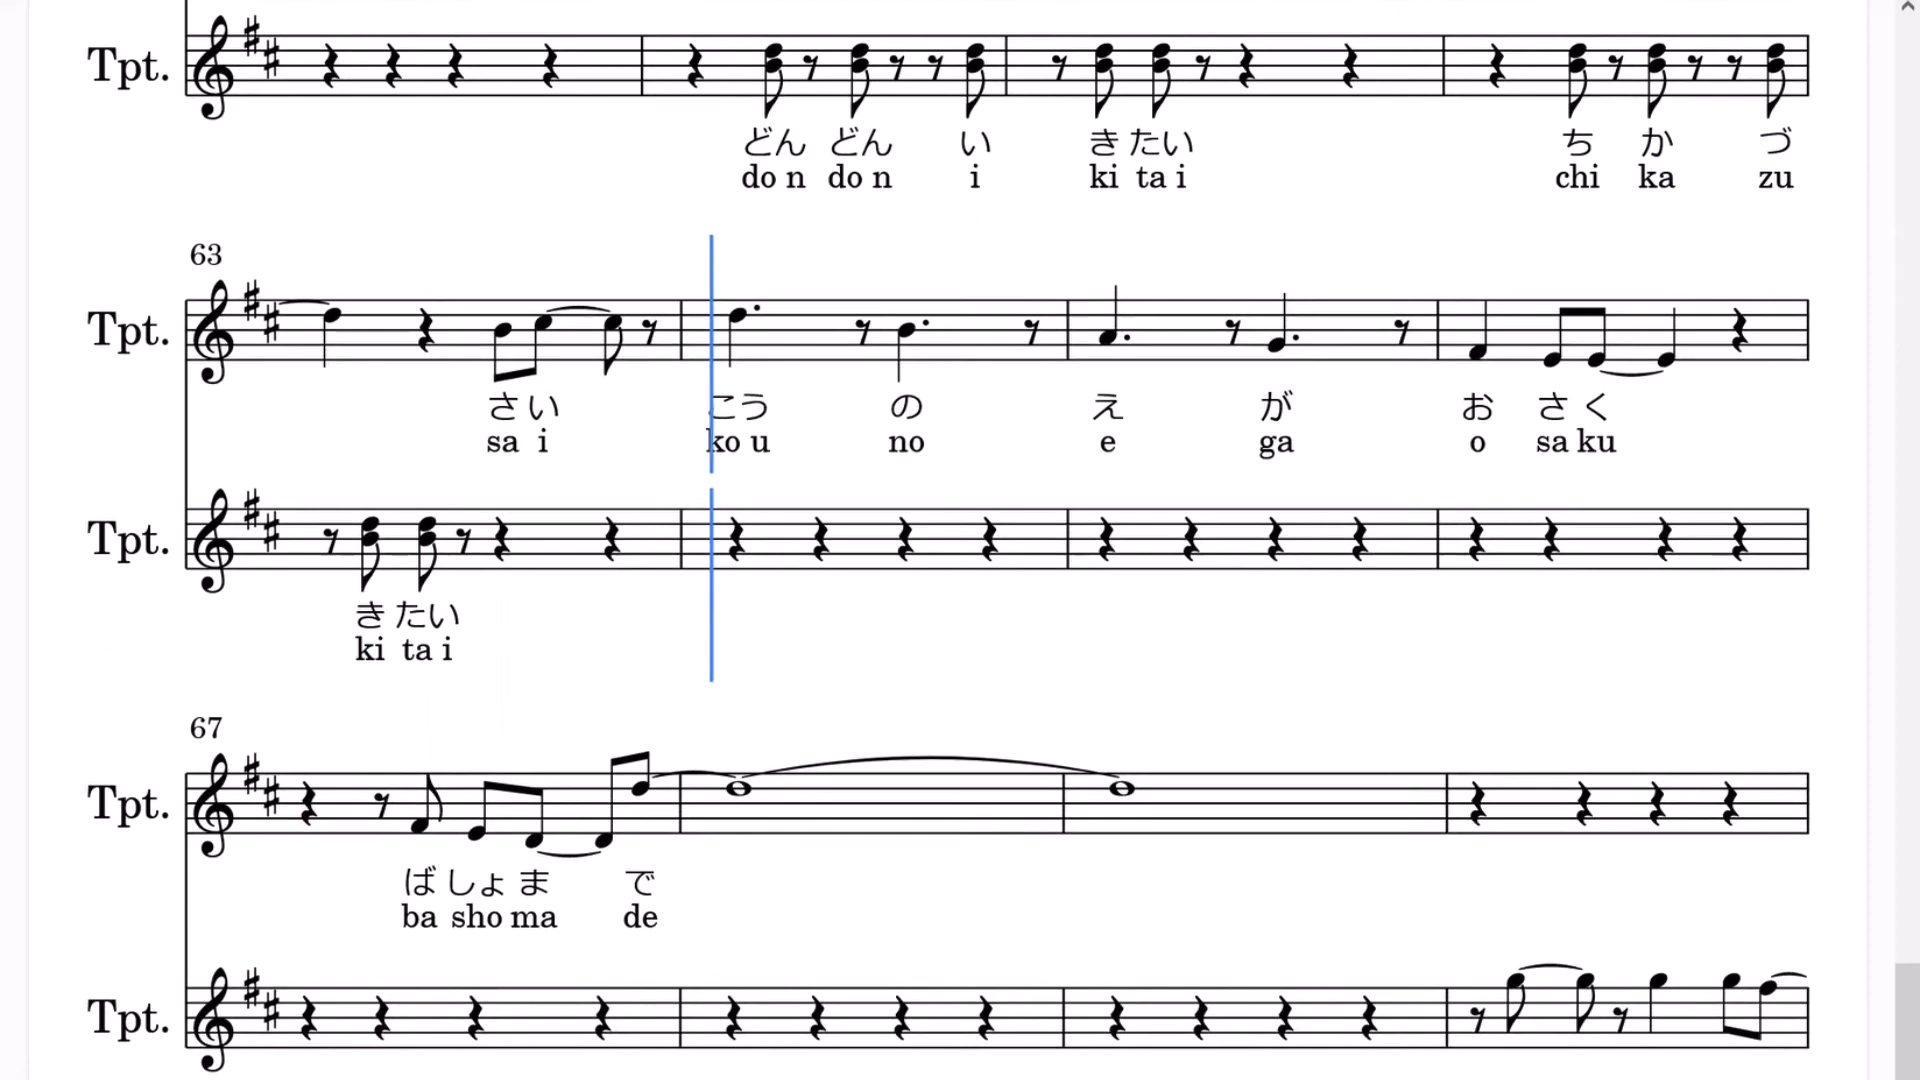 Tpt.
どん どん い き たい ち か づ
do n do n i ki ta i chi ka zu
63
Tpt.
さ い こう の え が お さ く
sa i ko u no e ga o sa ku
Tpt.
き たい
ki ta i
67
Tpt.
ば しょ ま で
ba sho ma de
Tpt.